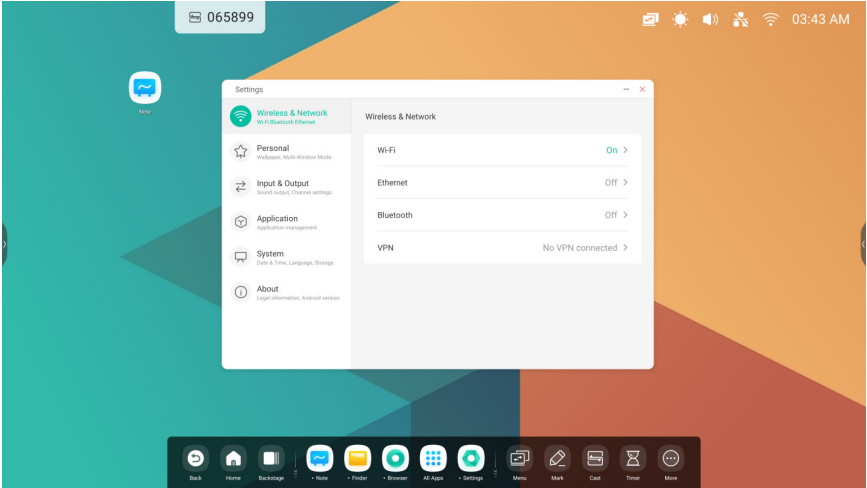 065899
03:43 AM
Note
Settings
Wireless & Network
Wi-Fi Bluetooth Ethernet
Personal
Wallpaper, Multi-Window Mode
Input & Output
Sound output, Channel settings
Application
Application management
System
Date & Time, Language, Storage
About
Legal information, Android version
Wireless & Network
Wi-Fi On
Ethernet Off
Bluetooth Off
VPN No VPN connected
Back Home Backstage • Note • Finder • Browser All Apps • Settings Menu Mark Cast Timer More